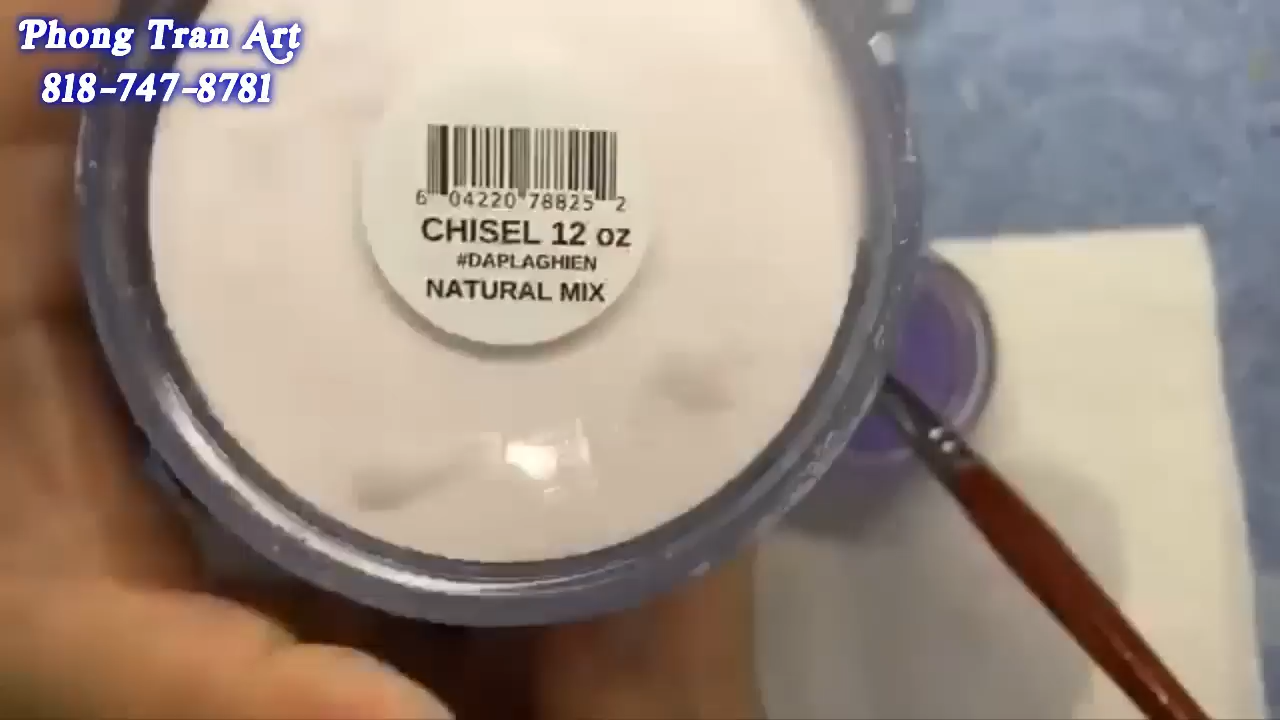 Phong Tran Art
818-747-8781
6 04220 78825 2
CHISEL 12 oz
#DAPLAGHIEN
NATURAL MIX